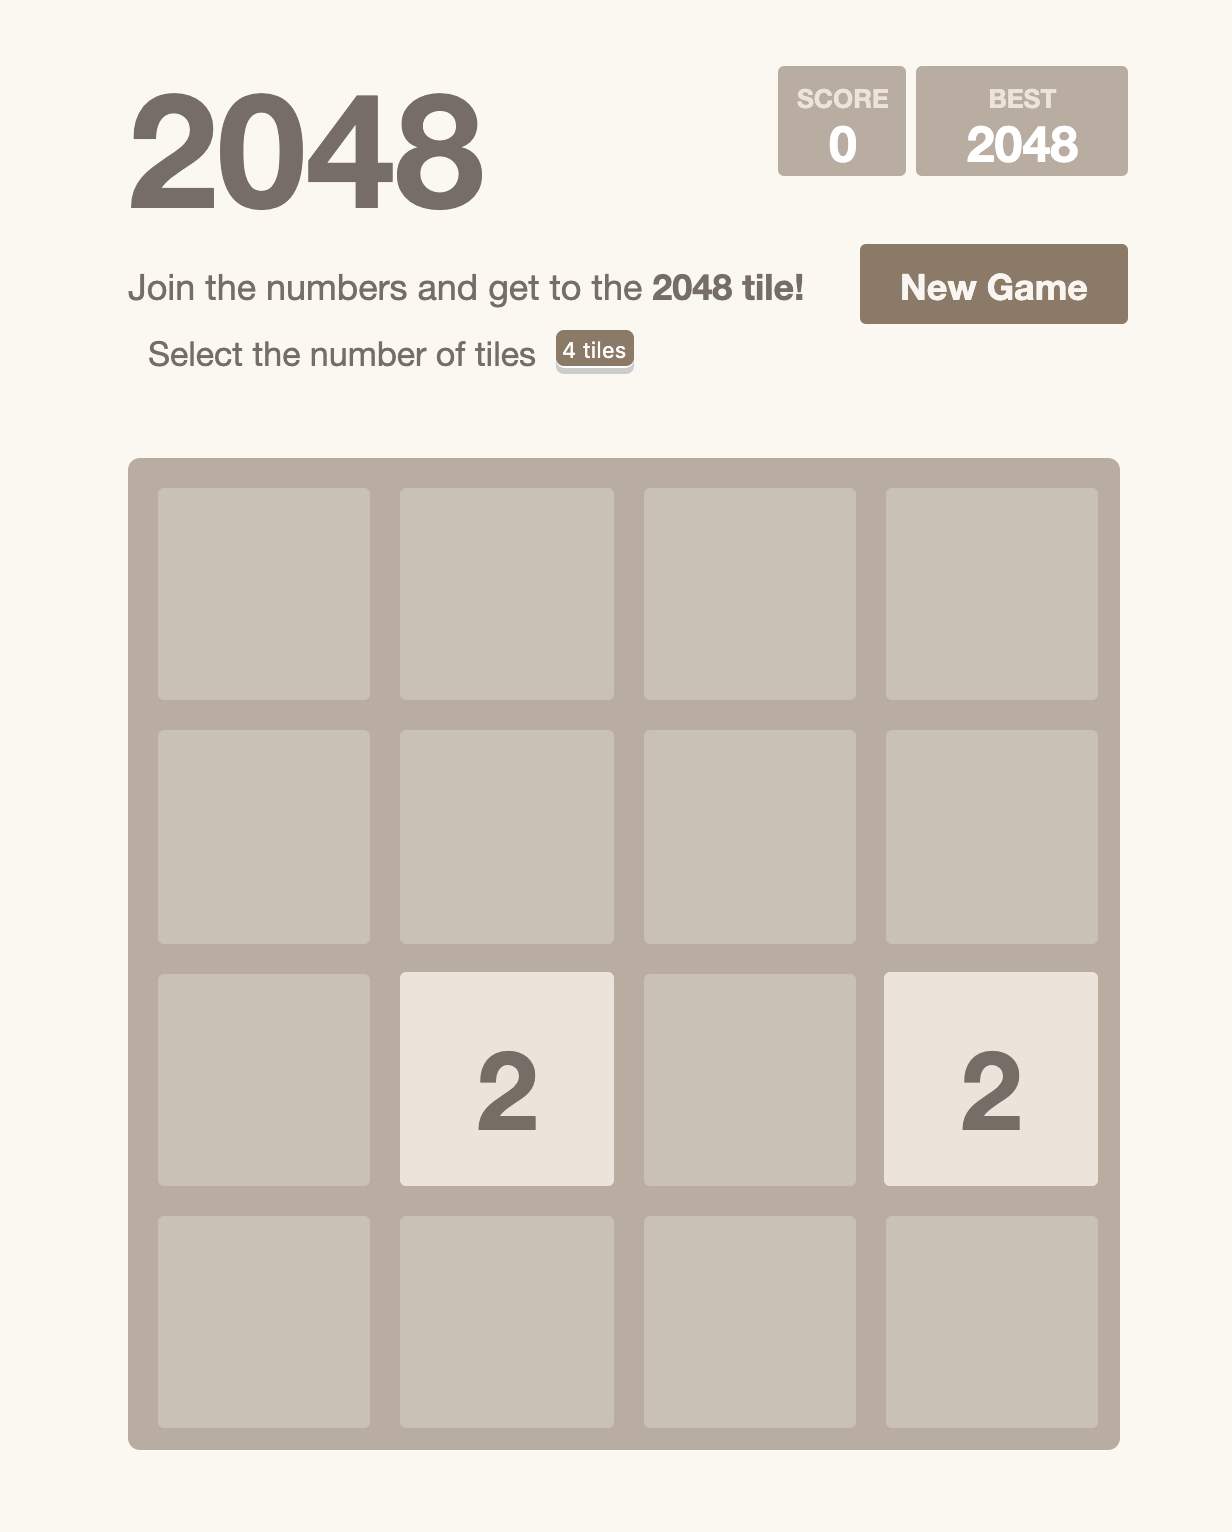 2048
SCORE
0
BEST
2048
Join the numbers and get to the 2048 tile!
New Game
Select the number of tiles
4 tiles
2
2